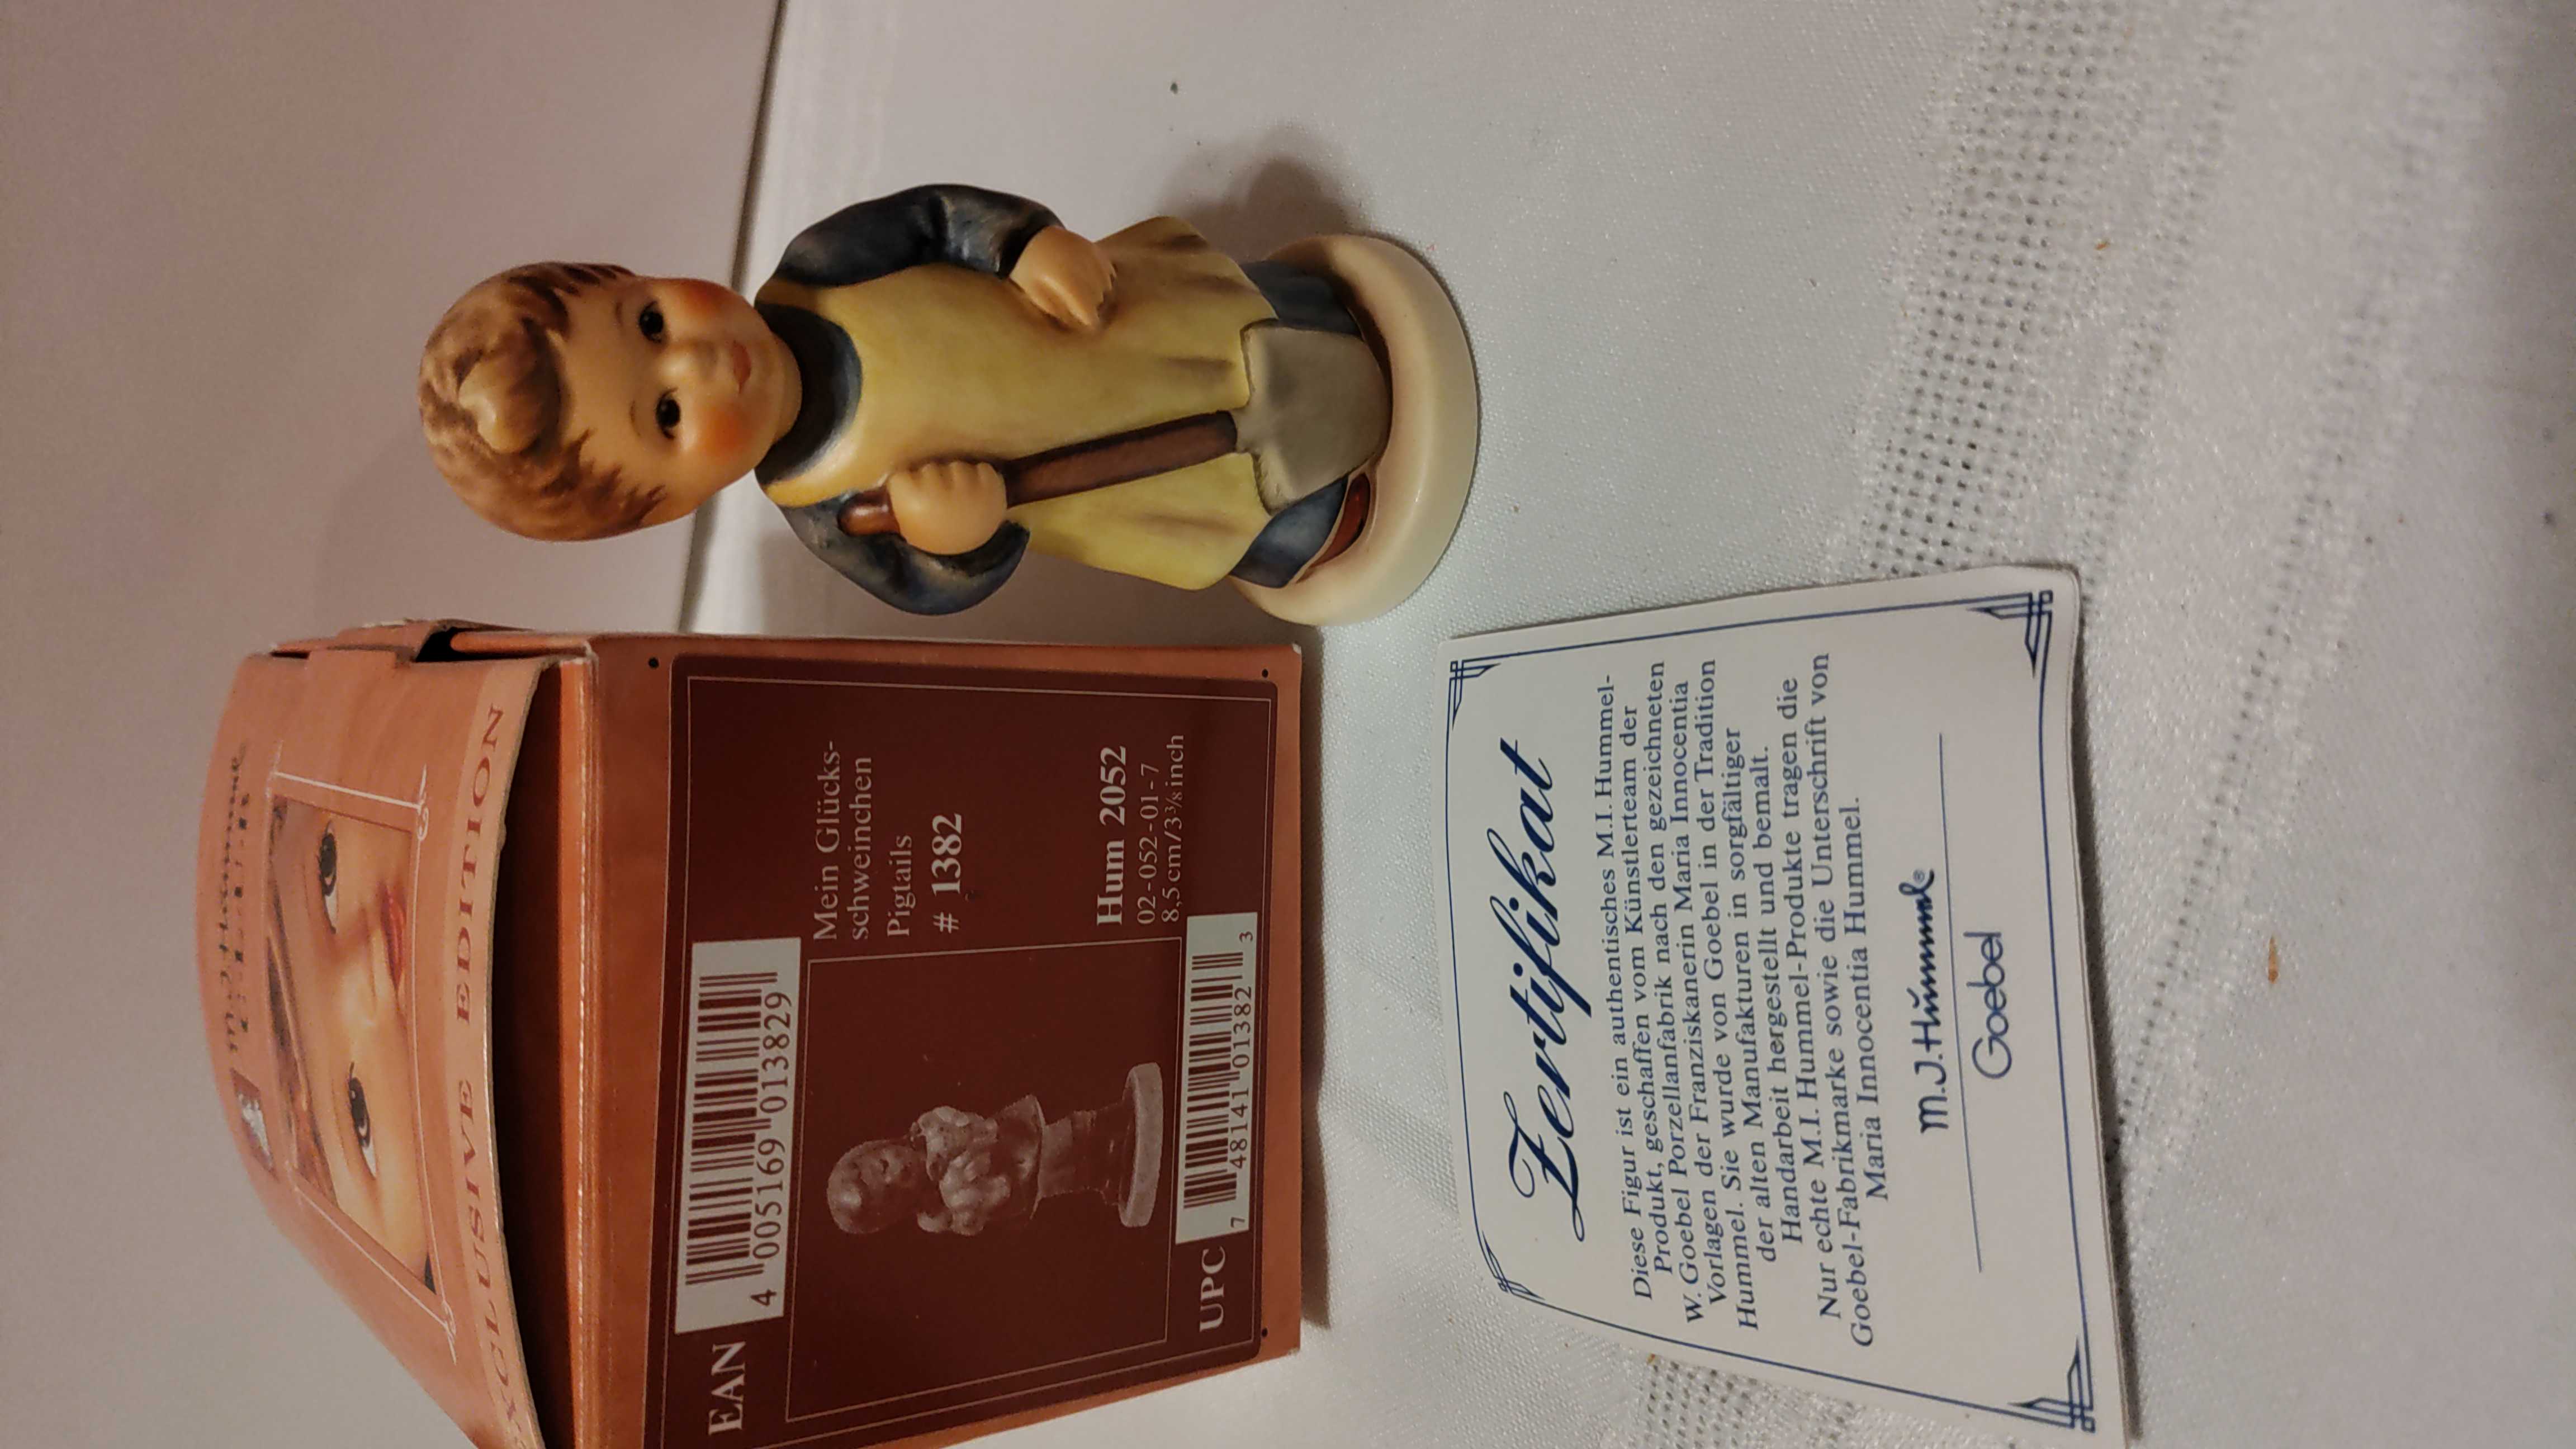 EXCLUSIVE EDITION
EAN
4 005169 013829
Mein Glücks-
schweinchen
Pigtails
# 1382
Hum 2052
02-052-01-7
8,5 cm/3⅜ inch
UPC
7 48141 01382 3
Zertifikat
Diese Figur ist ein authentisches M.I. Hummel-
Produkt, geschaffen vom Künstlerteam der
W. Goebel Porzellanfabrik nach den gezeichneten
Vorlagen der Franziskanerin Maria Innocentia
Hummel. Sie wurde von Goebel in der Tradition
der alten Manufakturen in sorgfältiger
Handarbeit hergestellt und bemalt.
Nur echte M.I. Hummel-Produkte tragen die
Goebel-Fabrikmarke sowie die Unterschrift von
Maria Innocentia Hummel.
M.J.Hümmel®
Goebel